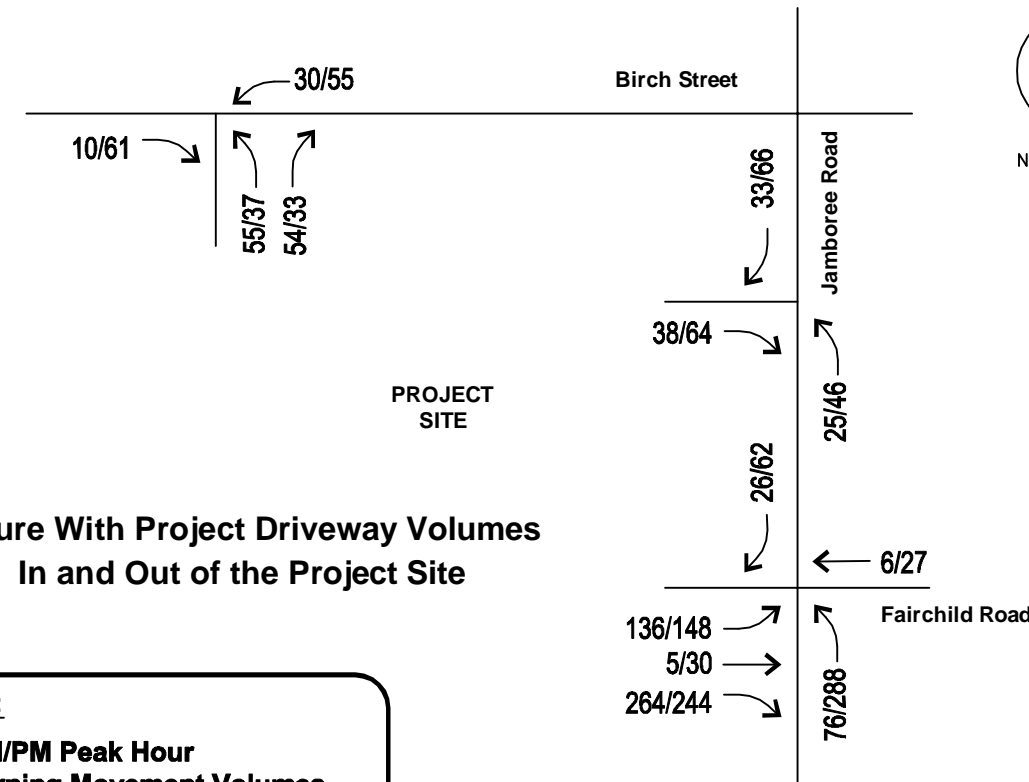 30/55
Birch Street
10/61
55/37
54/33
33/66
Jamboree Road
N
38/64
25/46
PROJECT
SITE
26/62
With Project Driveway Volumes
In and Out of the Project Site
6/27
Fairchild Road
136/148
5/30
264/244
76/288
/PM Peak Hour
Movement Volumes